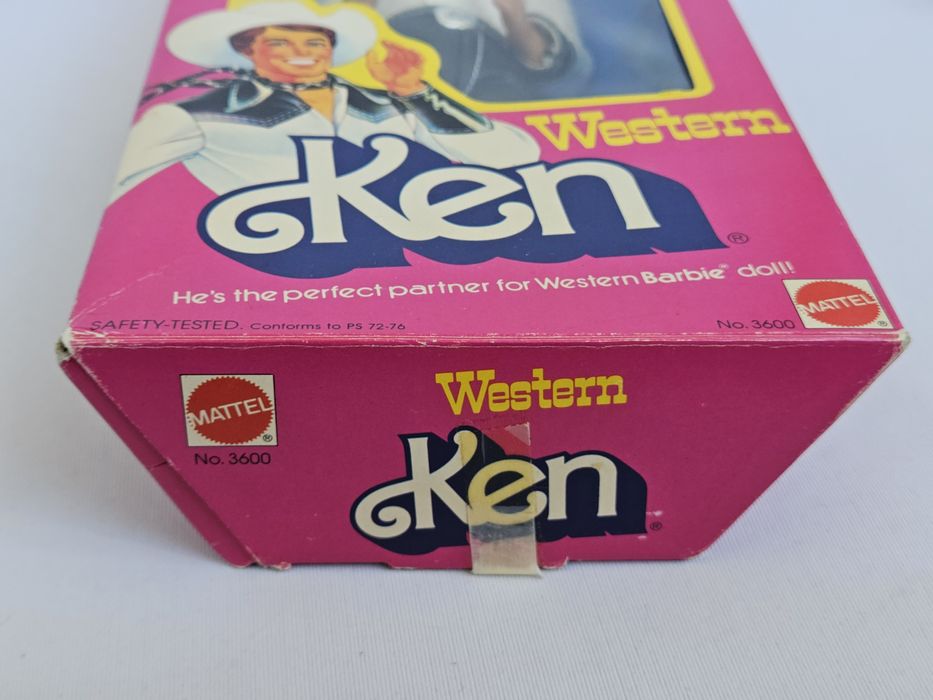 Western
Ken®
He's the perfect partner for Western Barbie® doll!
SAFETY-TESTED. Conforms to PS 72-76
No. 3600
MATTEL®
MATTEL®
No. 3600
Western
Ken®